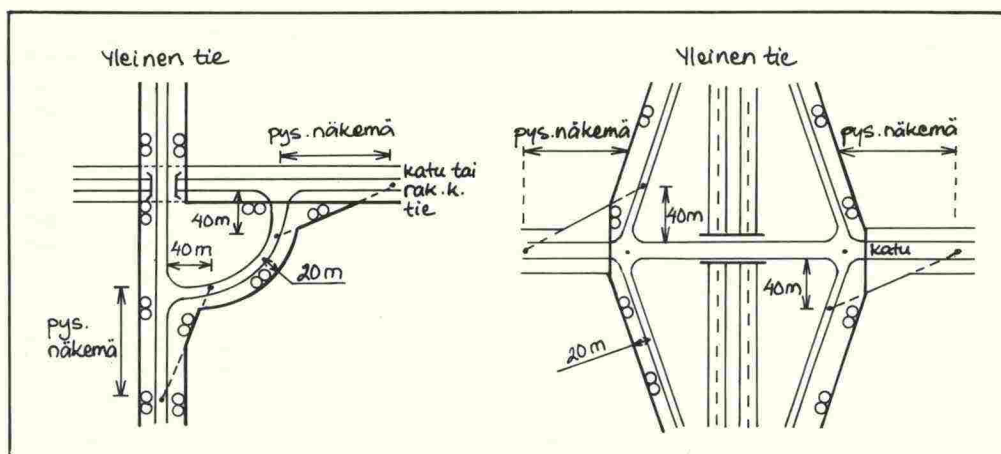 Yleinen tie
pys.näkemä
katu tai
rak.k.
tie
40m
40m
20m
pys.
näkemä
Yleinen tie
pys.näkemä
pys.näkemä
40m
katu
40m
20m